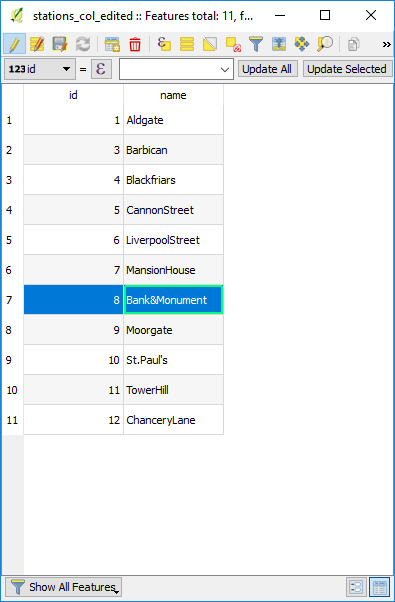 stations_col_edited :: Features total: 11, f...
123 id = ε Update All Update Selected
id name
1 1 Aldgate
2 3 Barbican
3 4 Blackfriars
4 5 CannonStreet
5 6 LiverpoolStreet
6 7 MansionHouse
7 8 Bank&Monument
8 9 Moorgate
9 10 St.Paul's
10 11 TowerHill
11 12 ChanceryLane
Show All Features